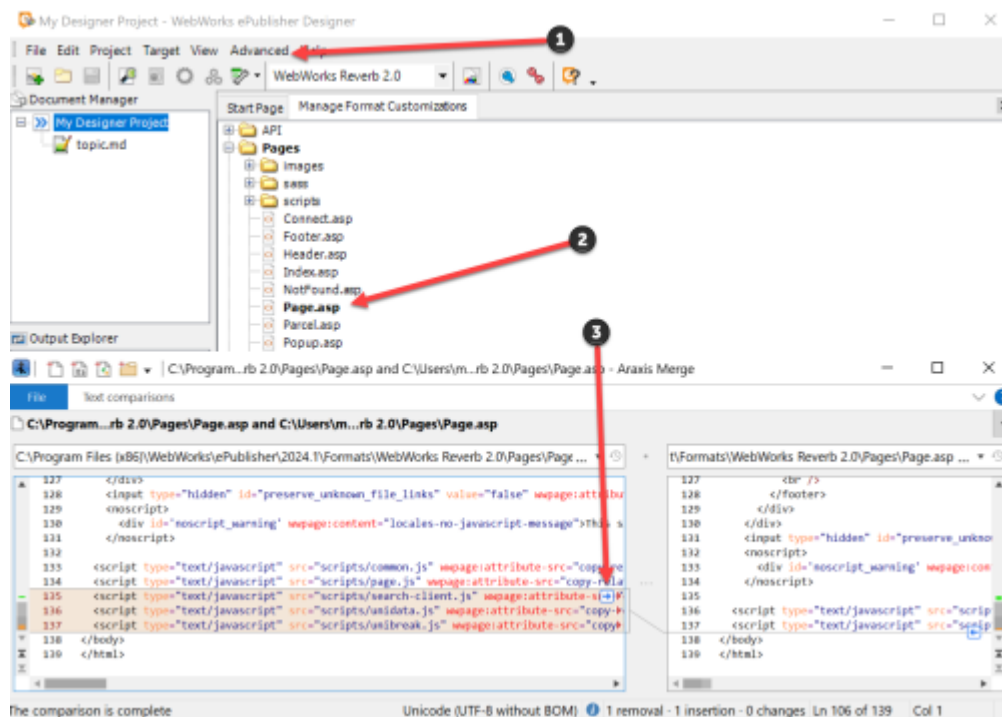 My Designer Project - WebWorks ePublisher Designer
1
File Edit Project Target View Advanced Help
WebWorks Reverb 2.0
Document Manager
Start Page Manage Format Customizations
My Designer Project
API
topic.md
Pages
Images
sass
scripts
Connect.asp
2
Footer.asp
Header.asp
Index.asp
NotFound.asp
Page.asp
Parcel.asp
3
Output Explorer
Popup.asp
C:\Program...rb 2.0\Pages\Page.asp and C:\Users\m...rb 2.0\Pages\Page.asp - Araxis Merge
File Text comparisons
C:\Program...rb 2.0\Pages\Page.asp and C:\Users\m...rb 2.0\Pages\Page.asp
C:\Program Files (x86)\WebWorks\ePublisher\2024.1\Formats\WebWorks Reverb 2.0\Pages\Page ...
t\Formats\WebWorks Reverb 2.0\Pages\Page.asp ...
127 </div>
128 <input type="hidden" id="preserve_unknown_file_links" value="false" wwpage:attribu
129 <noscript>
130 <div id='noscript_warning' wwpage:content="locales-no-javascript-message">This s
131 </noscript>
132
133 <script type="text/javascript" src="scripts/common.js" wwpage:attribute-src="copy-re
134 <script type="text/javascript" src="scripts/page.js" wwpage:attribute-src="copy-rela
135 <script type="text/javascript" src="scripts/search-client.js" wwpage:attribute-s
136 <script type="text/javascript" src="scripts/unidata.js" wwpage:attribute-src="copy-
137 <script type="text/javascript" src="scripts/unibreak.js" wwpage:attribute-src="copy
138 </body>
139 </html>
127 <br />
128 </footer>
129 </div>
130 </div>
131 <input type="hidden" id="preserve_unkno
132 <noscript>
133 <div id='noscript_warning' wwpage:con
134 </noscript>
135
136 <script type="text/javascript" src="scrip
137 <script type="text/javascript" src="scrip
138 </body>
139 </html>
The comparison is complete
Unicode (UTF-8 without BOM) 1 removal · 1 insertion · 0 changes Ln 106 of 139 Col 1